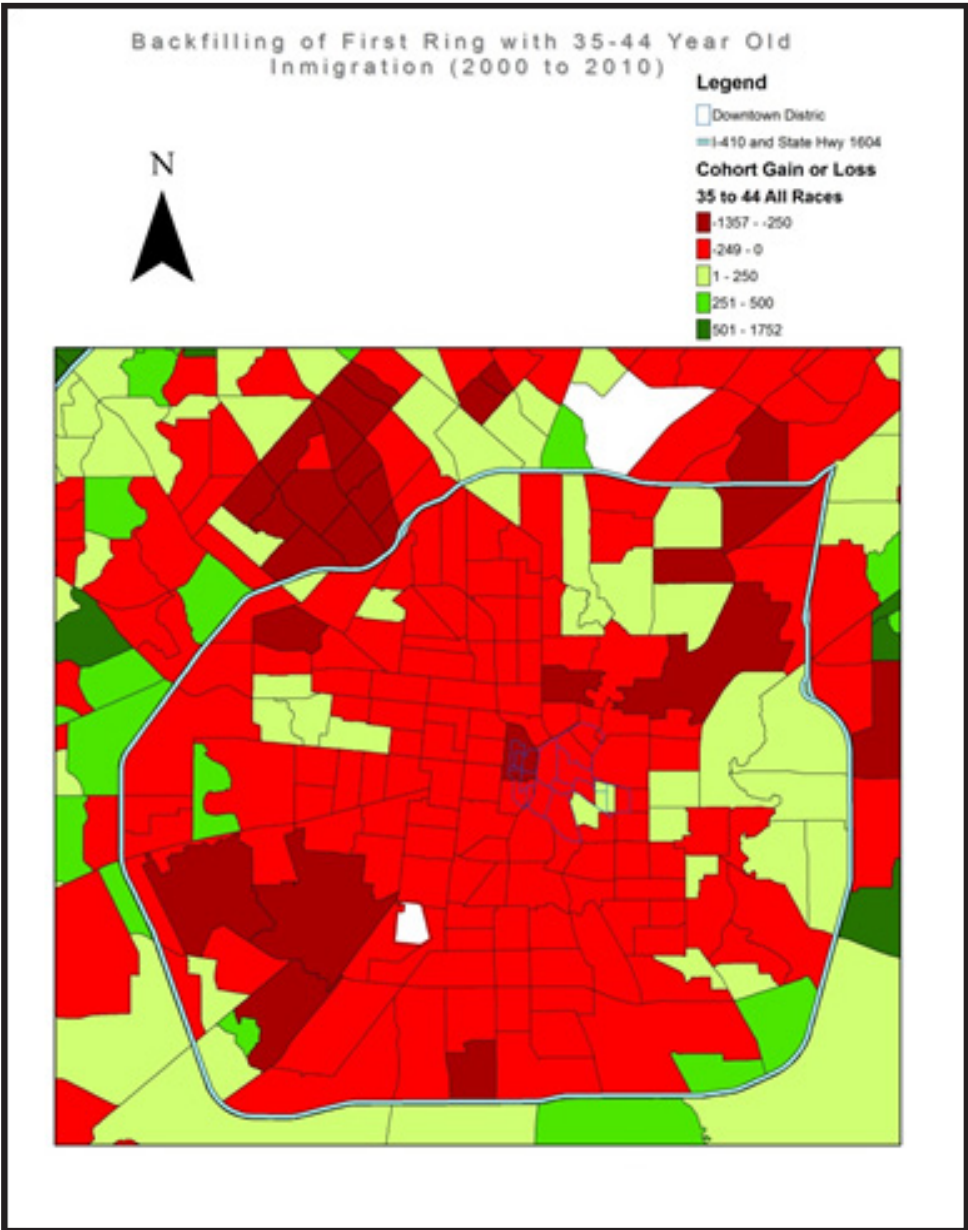 Backfilling of First Ring with 35-44 Year Old
Inmigration (2000 to 2010)
Legend
Downtown Distric
I-410 and State Hwy 1604
Cohort Gain or Loss
35 to 44 All Races
-1357 - -250
-249 - 0
1 - 250
251 - 500
501 - 1752
N